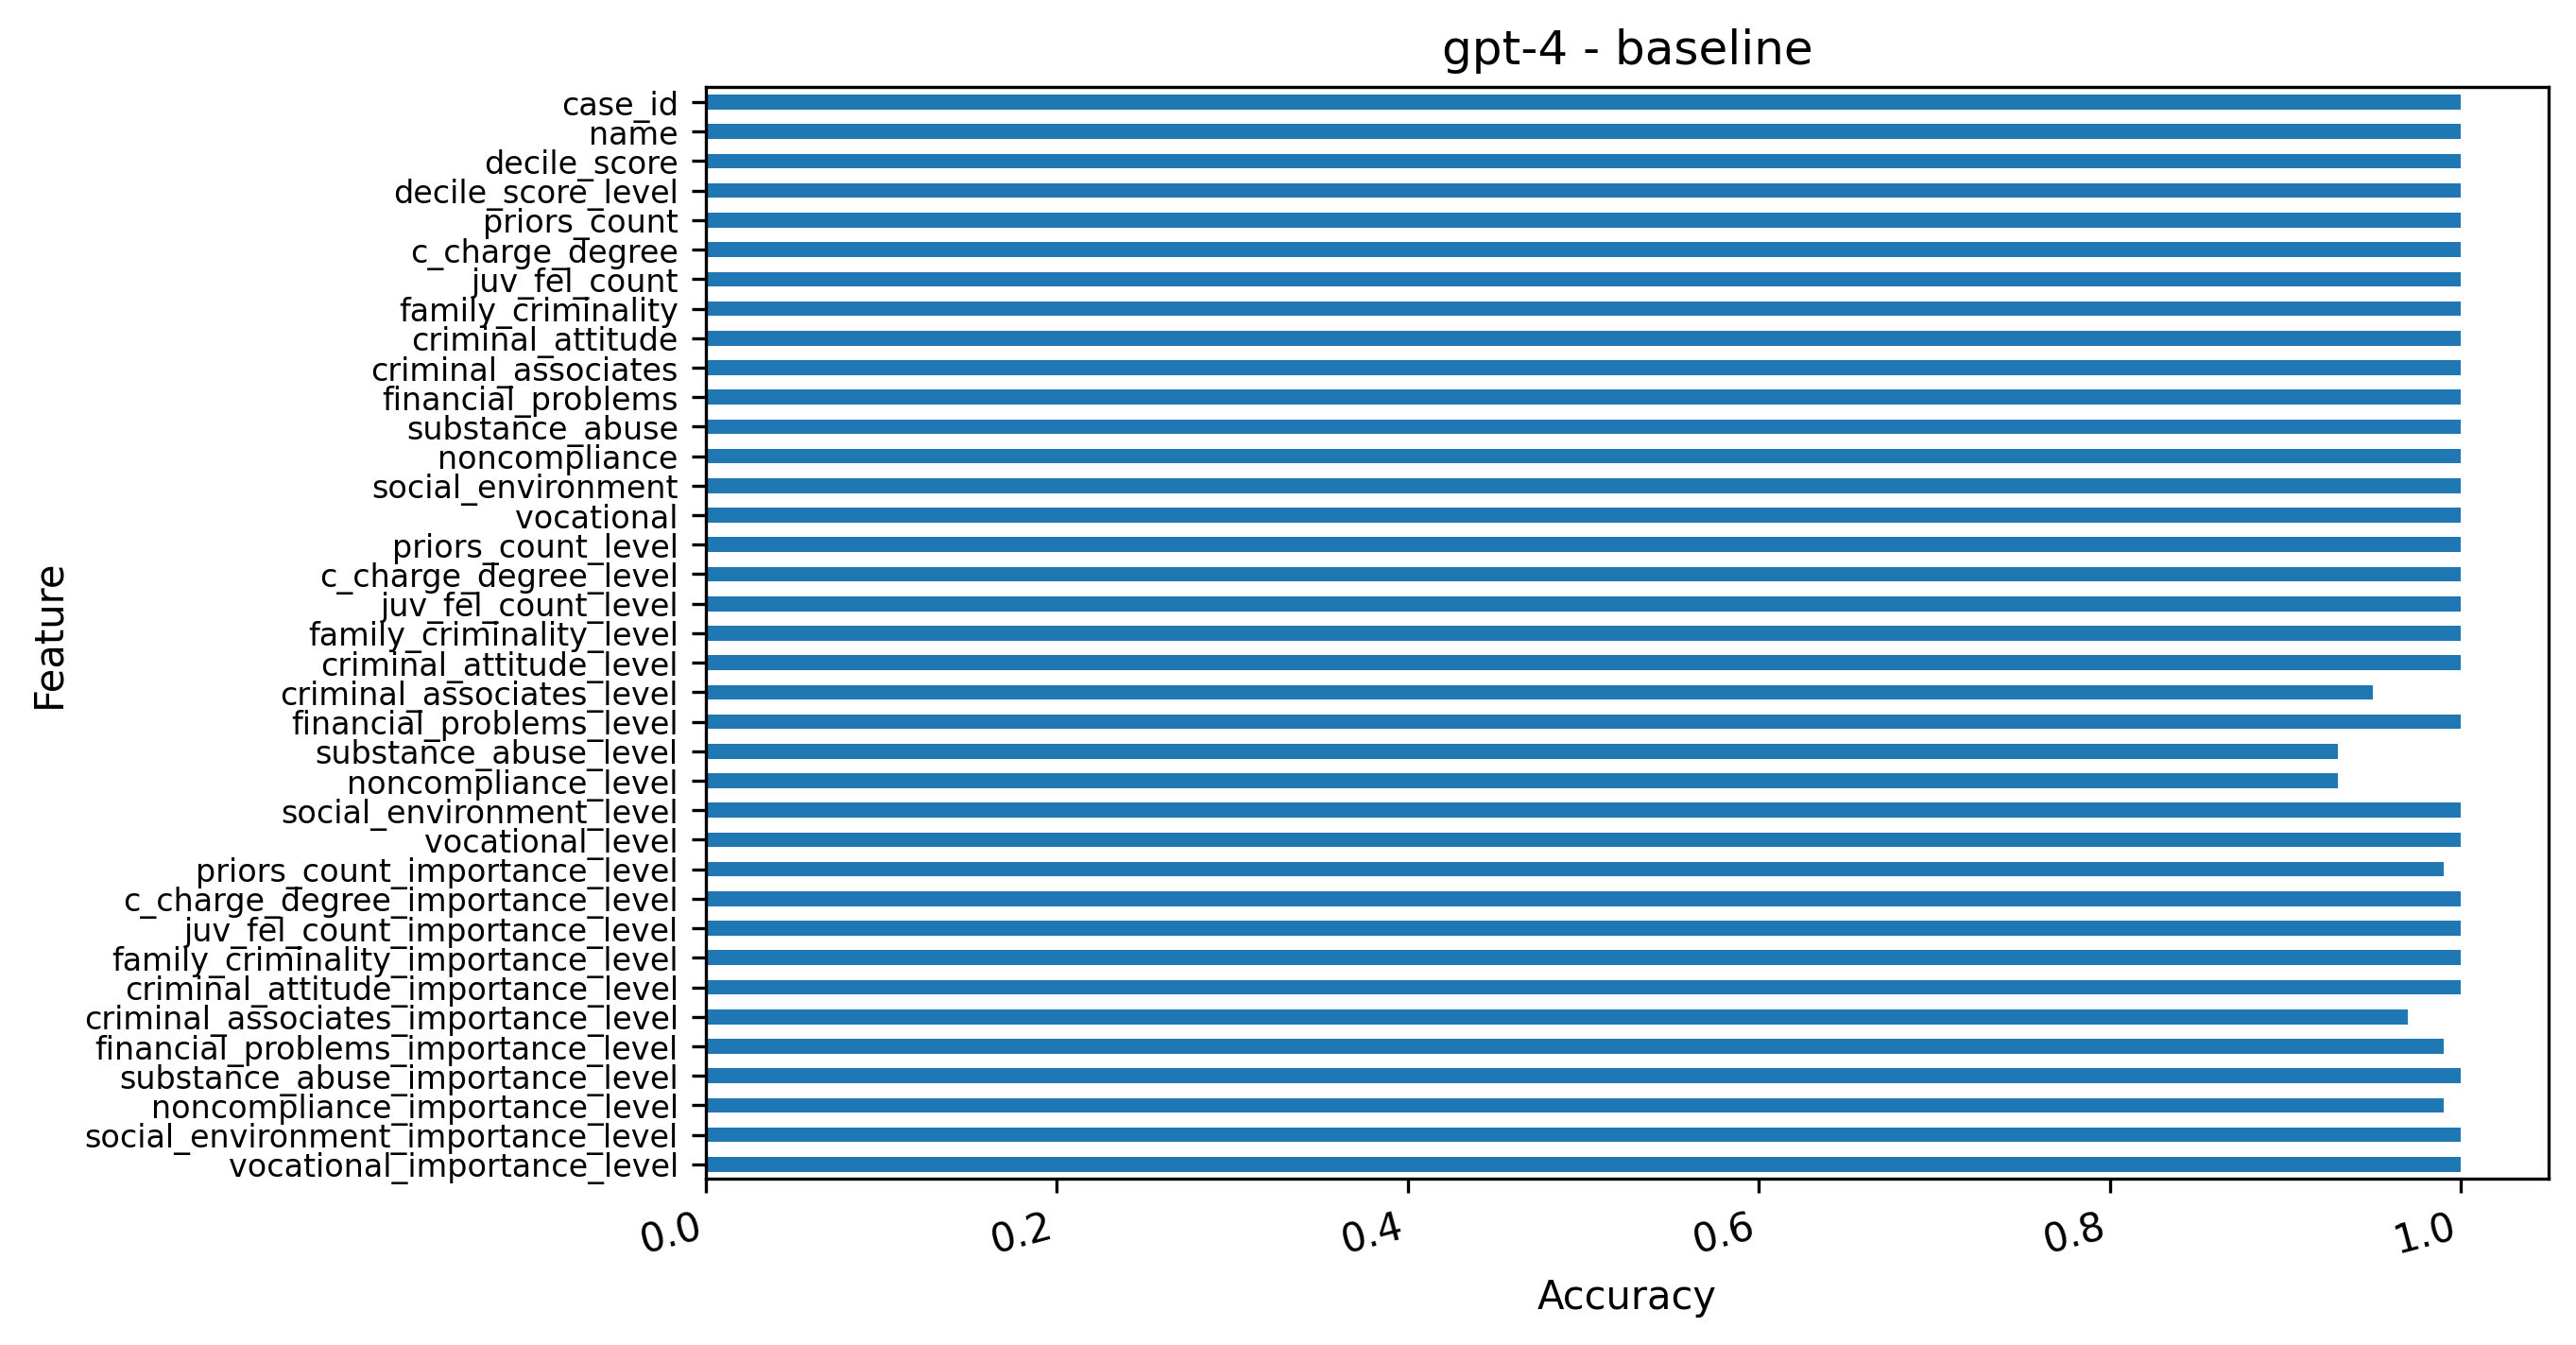 gpt-4 - baseline
case_id
name
decile_score
decile_score_level
priors_count
c_charge_degree
juv_fel_count
family_criminality
criminal_attitude
criminal_associates
financial_problems
substance_abuse
noncompliance
social_environment
vocational
priors_count_level
c_charge_degree_level
juv_fel_count_level
family_criminality_level
criminal_attitude_level
criminal_associates_level
financial_problems_level
substance_abuse_level
noncompliance_level
social_environment_level
vocational_level
priors_count_importance_level
c_charge_degree_importance_level
juv_fel_count_importance_level
family_criminality_importance_level
criminal_attitude_importance_level
criminal_associates_importance_level
financial_problems_importance_level
substance_abuse_importance_level
noncompliance_importance_level
social_environment_importance_level
vocational_importance_level
Feature
0.0 0.2 0.4 0.6 0.8 1.0
Accuracy